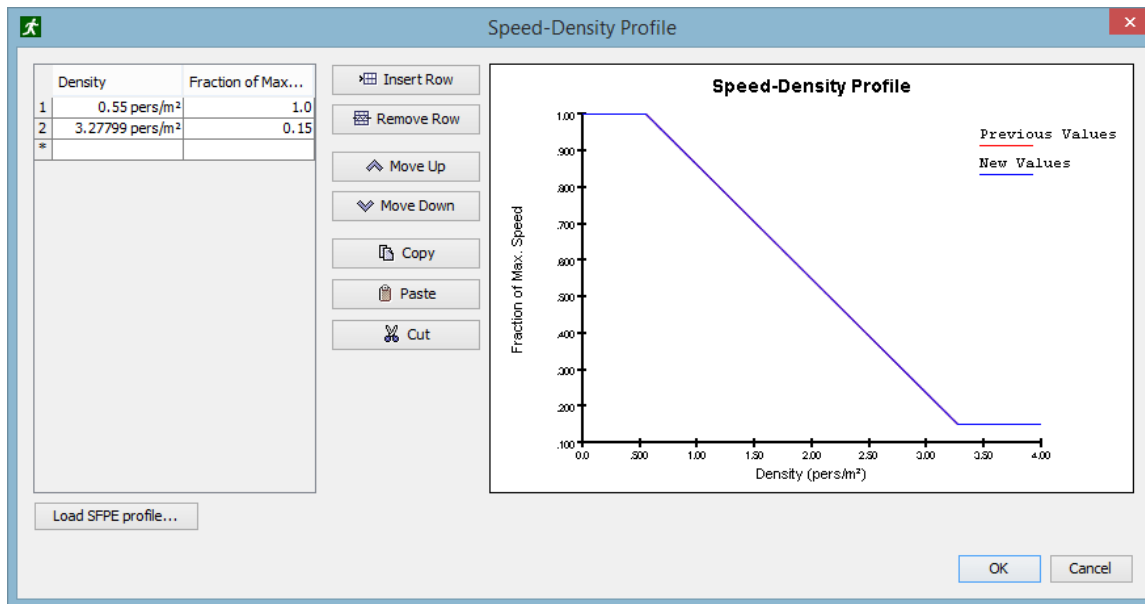 Speed-Density Profile
Density Fraction of Max...
1 0.55 pers/m² 1.0
2 3.27799 pers/m² 0.15
*
Insert Row
Remove Row
Move Up
Move Down
Copy
Paste
Cut
Load SFPE profile...
Speed-Density Profile
Previous Values
New Values
Fraction of Max. Speed
1.00
.900
.800
.700
.600
.500
.400
.300
.200
.100
0.0 .500 1.00 1.50 2.00 2.50 3.00 3.50 4.00
Density (pers/m²)
OK Cancel